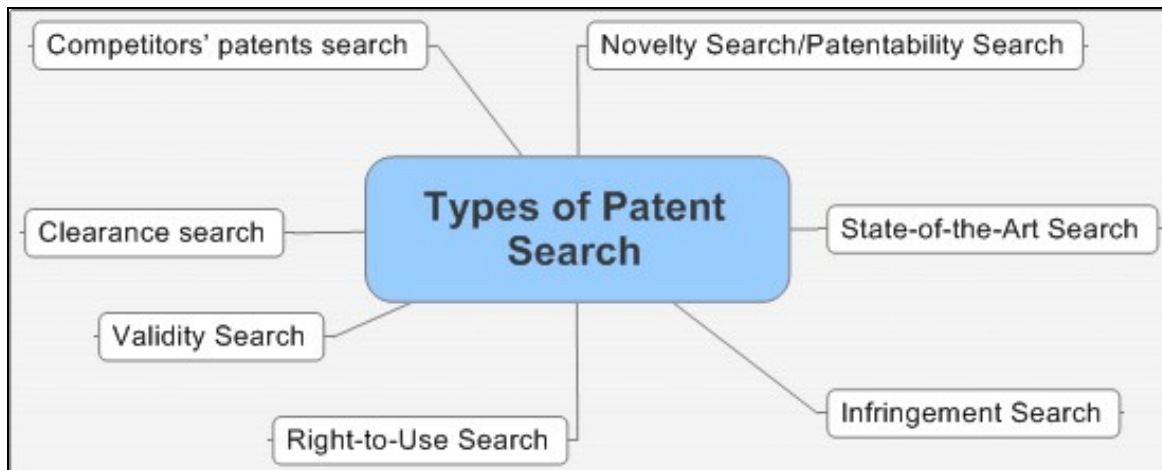 Competitors’ patents search
Novelty Search/Patentability Search
Types of Patent
Search
Clearance search
State-of-the-Art Search
Validity Search
Infringement Search
Right-to-Use Search